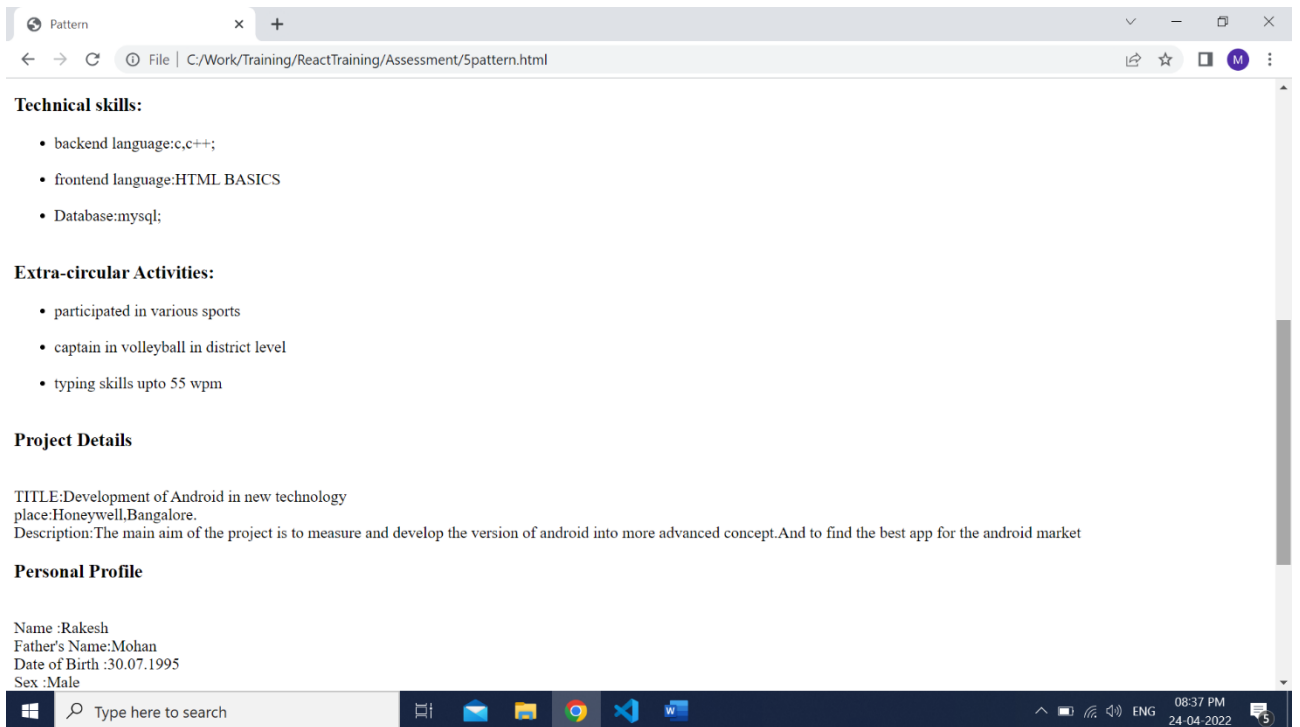 Pattern
File | C:/Work/Training/ReactTraining/Assessment/5pattern.html
M
Technical skills:
• backend language:c,c++;
• frontend language:HTML BASICS
• Database:mysql;
Extra-circular Activities:
• participated in various sports
• captain in volleyball in district level
• typing skills upto 55 wpm
Project Details
TITLE:Development of Android in new technology
place:Honeywell,Bangalore.
Description:The main aim of the project is to measure and develop the version of android into more advanced concept.And to find the best app for the android market
Personal Profile
Name :Rakesh
Father's Name:Mohan
Date of Birth :30.07.1995
Sex :Male
Type here to search
W
ENG
08:37 PM
24-04-2022
5